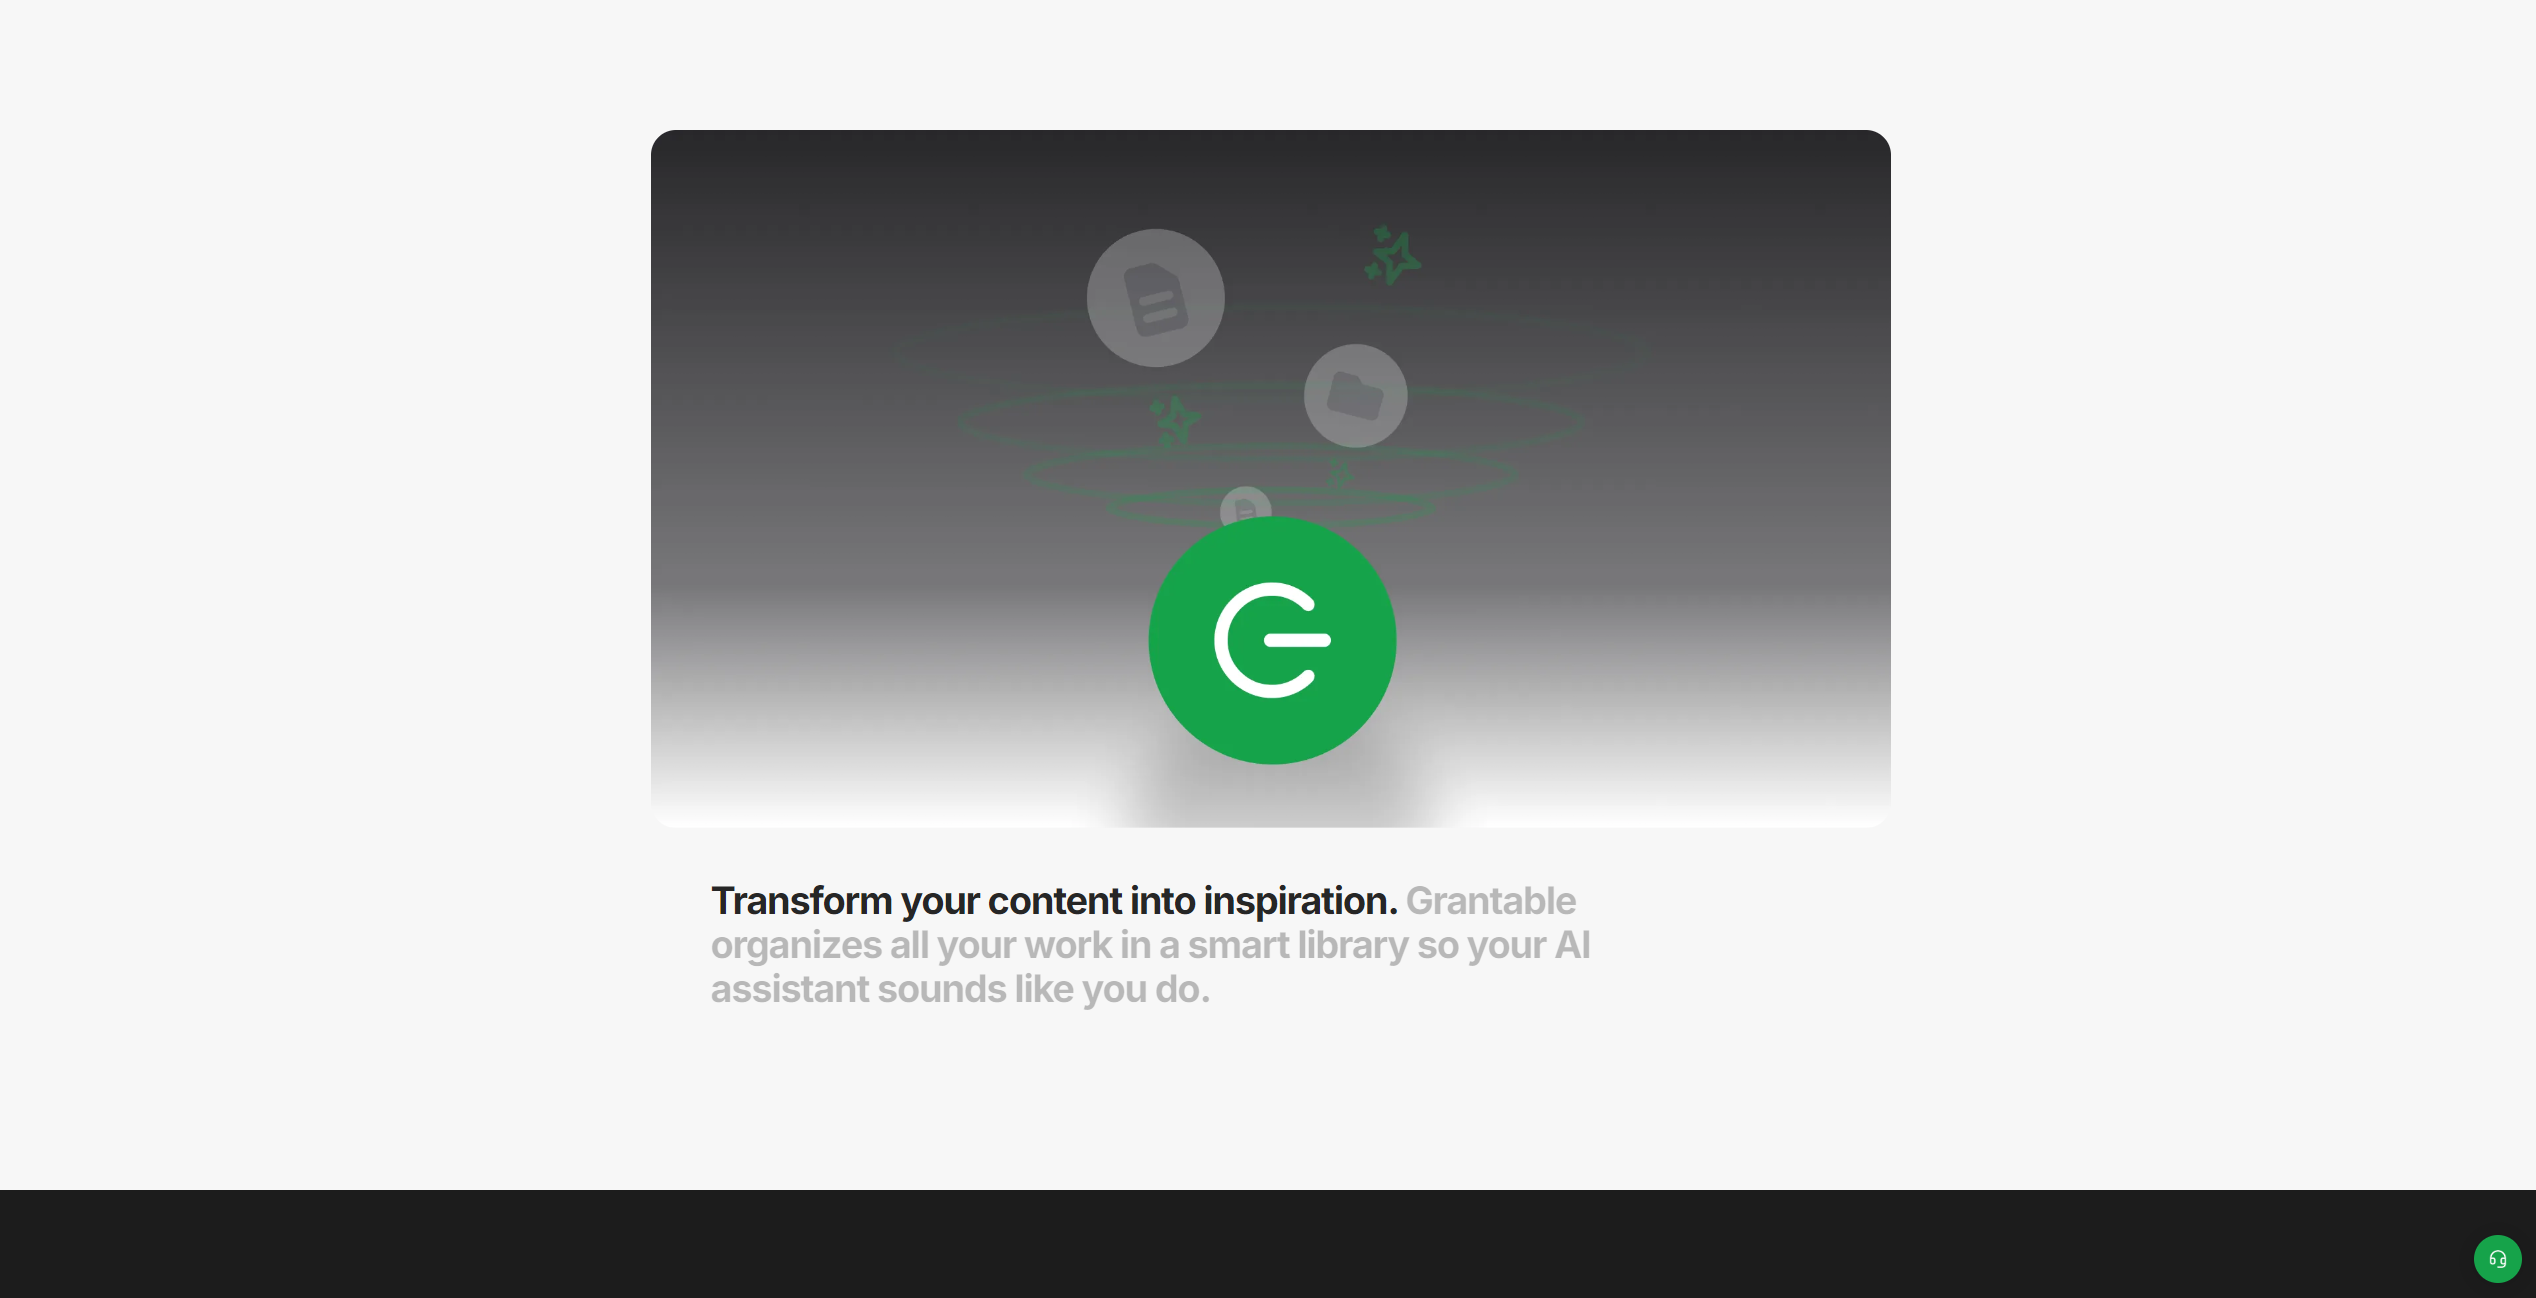 Transform your content into inspiration. Grantable
organizes all your work in a smart library so your AI
assistant sounds like you do.